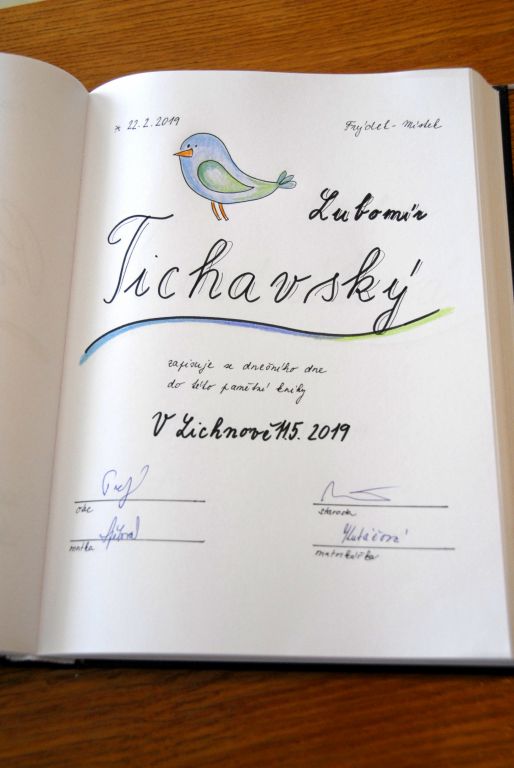 * 22. 2. 2019 Frýdek - Místek
Lubomír
Tichavský
zapisuje se dnešního dne
do této pamětní knihy
V Lichnově 11.5. 2019
otec
starosta
matka
matrikářka